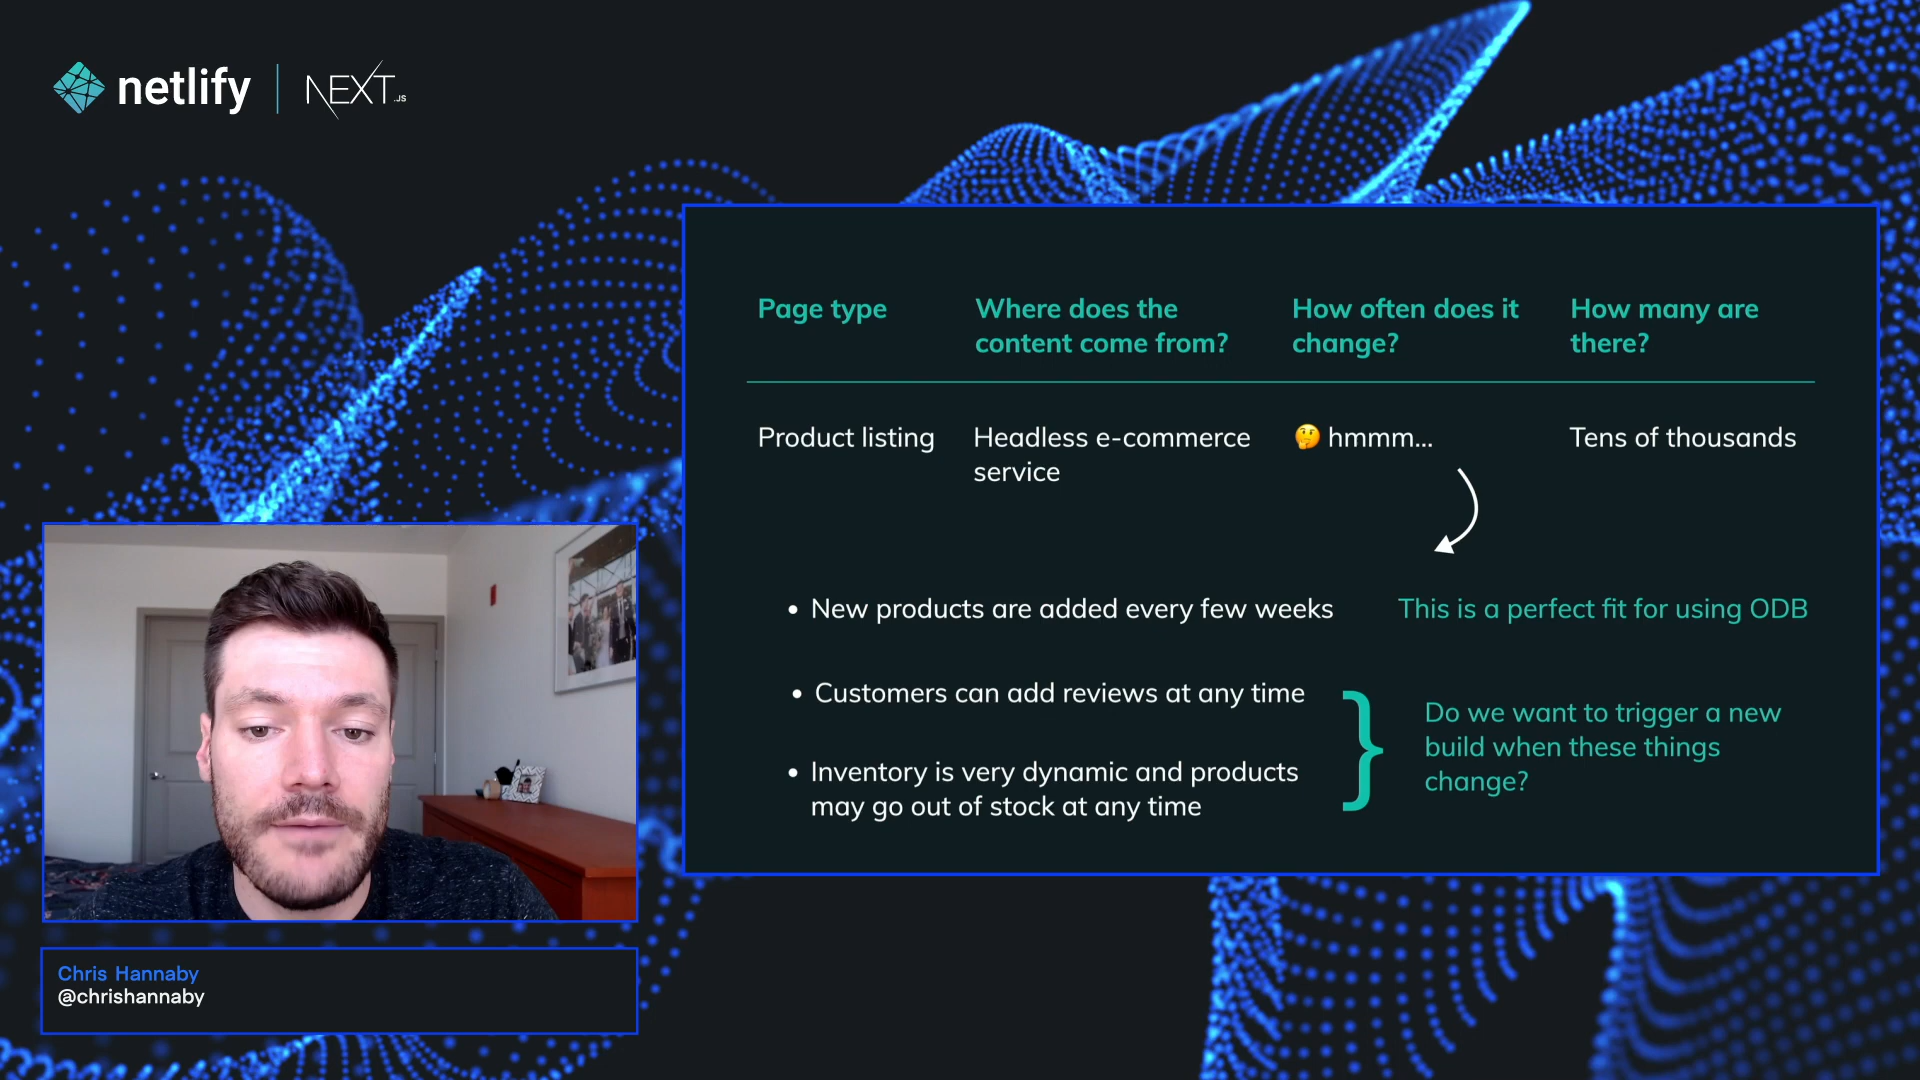 netlify
NEXT.JS
Page type
Where does the
content come from?
How often does it
change?
How many are
there?
Product listing
Headless e-commerce
service
🤔 hmmm...
Tens of thousands
• New products are added every few weeks
This is a perfect fit for using ODB
• Customers can add reviews at any time
• Inventory is very dynamic and products
may go out of stock at any time
Do we want to trigger a new
build when these things
change?
Chris Hannaby
@chrishannaby